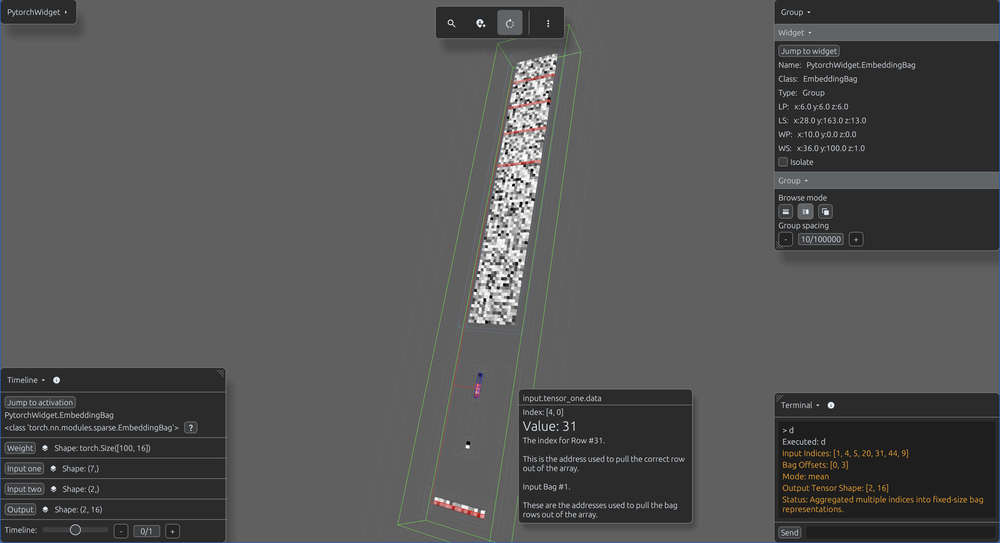 PytorchWidget
Group
Widget
Jump to widget
Name: PytorchWidget.EmbeddingBag
Class: EmbeddingBag
Type: Group
LP: x:6.0 y:6.0 z:6.0
LS: x:28.0 y:163.0 z:13.0
WP: x:10.0 y:0.0 z:0.0
WS: x:36.0 y:100.0 z:1.0
Isolate
Group
Browse mode
Group spacing
- 10/100000 +
Timeline
Jump to activation
PytorchWidget.EmbeddingBag
<class 'torch.nn.modules.sparse.EmbeddingBag'> ?
Weight Shape: torch.Size([100, 16])
Input one Shape: (7,)
Input two Shape: (2,)
Output Shape: (2, 16)
Timeline: - 0/1 +
input.tensor_one.data
Index: [4, 0]
Value: 31
The index for Row #31.
This is the address used to pull the correct row
out of the array.
Input Bag #1.
These are the addresses used to pull the bag
rows out of the array.
Terminal
> d
Executed: d
Input Indices: [1, 4, 5, 20, 31, 44, 9]
Bag Offsets: [0, 3]
Mode: mean
Output Tensor Shape: [2, 16]
Status: Aggregated multiple indices into fixed-size bag
representations.
Send